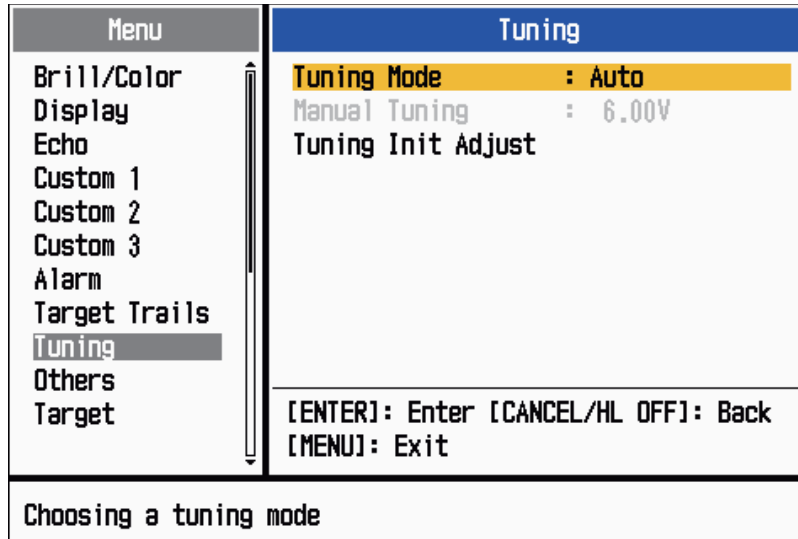 Menu
Brill/Color
Display
Echo
Custom 1
Custom 2
Custom 3
Alarm
Target Trails
Tuning
Others
Target
Tuning
Tuning Mode : Auto
Manual Tuning : 6.00V
Tuning Init Adjust
[ENTER]: Enter [CANCEL/HL OFF]: Back
[MENU]: Exit
Choosing a tuning mode